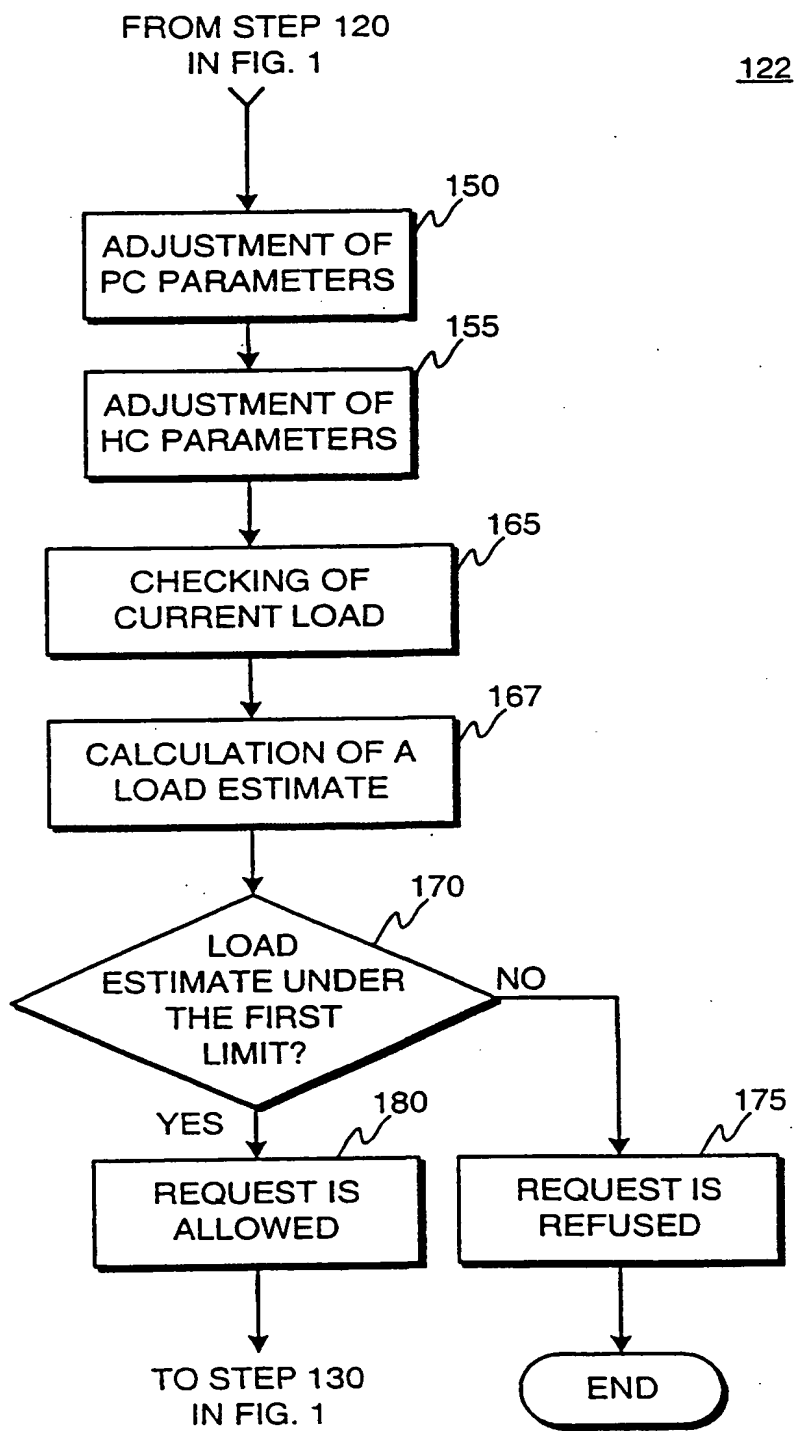 FROM STEP 120
IN FIG. 1
122
150
ADJUSTMENT OF
PC PARAMETERS
155
ADJUSTMENT OF
HC PARAMETERS
165
CHECKING OF
CURRENT LOAD
167
CALCULATION OF A
LOAD ESTIMATE
170
LOAD
ESTIMATE UNDER
THE FIRST
LIMIT?
NO
YES
180
REQUEST IS
ALLOWED
175
REQUEST IS
REFUSED
TO STEP 130
IN FIG. 1
END